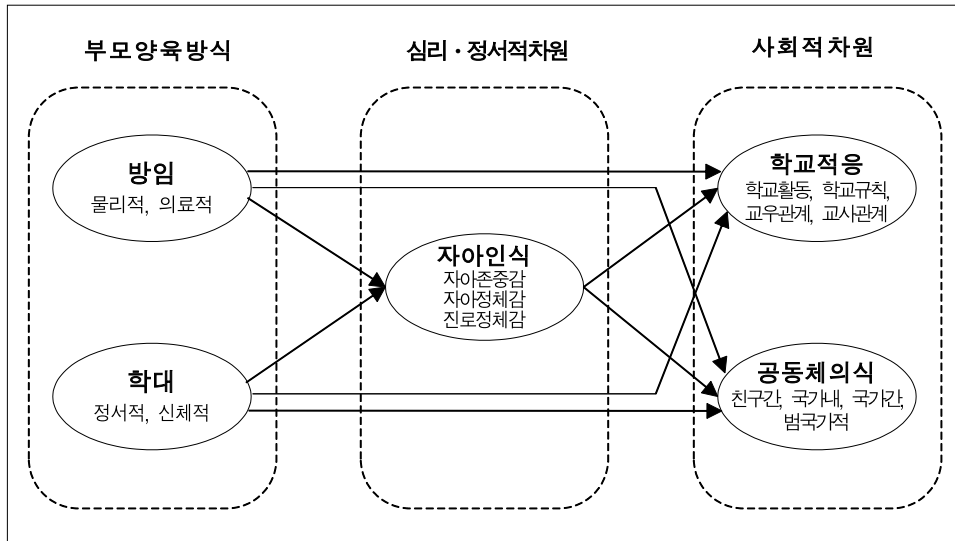 부모양육방식
심리·정서적차원
사회적차원
방임
물리적, 의료적
학교적응
학교활동, 학교규칙,
교우관계, 교사관계
자아인식
자아존중감
자아정체감
진로정체감
학대
정서적, 신체적
공동체의식
친구간, 국가내, 국가간,
범국가적